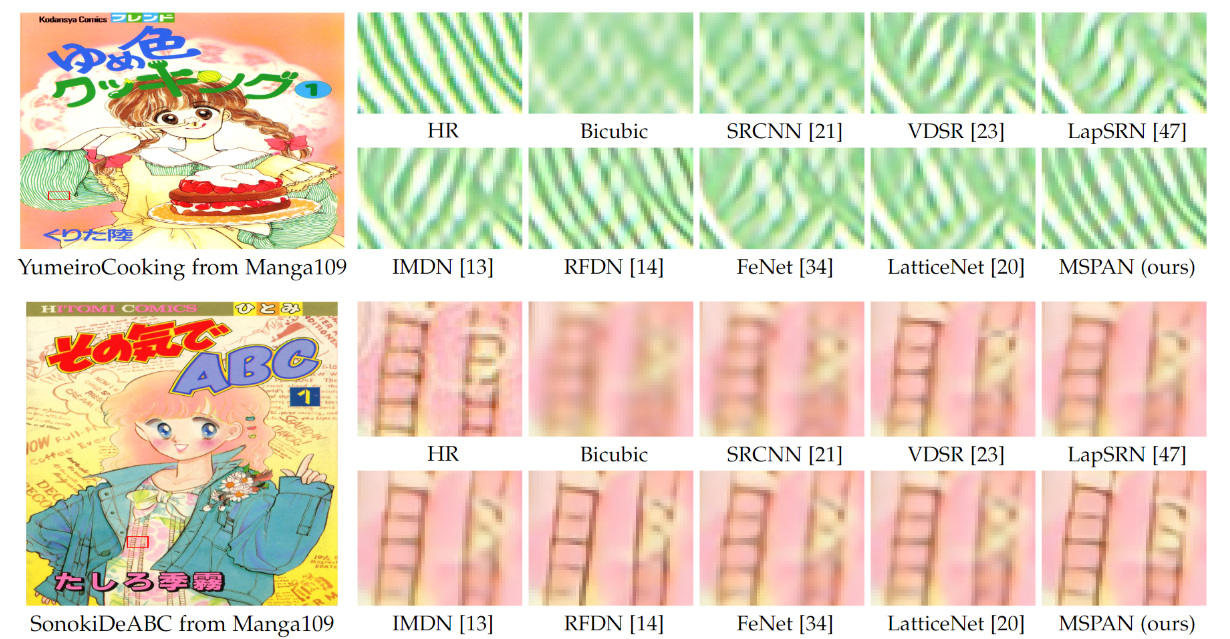 Kodansya Comics フレンド
ゆめ色
クッキング 1
くりた陸
YumeiroCooking from Manga109
HR
Bicubic
SRCNN [21]
VDSR [23]
LapSRN [47]
IMDN [13]
RFDN [14]
FeNet [34]
LatticeNet [20]
MSPAN (ours)
HITOMI COMICS ひとみ
その気で
ABC
1
たしろ季霧
SonokiDeABC from Manga109
HR
Bicubic
SRCNN [21]
VDSR [23]
LapSRN [47]
IMDN [13]
RFDN [14]
FeNet [34]
LatticeNet [20]
MSPAN (ours)